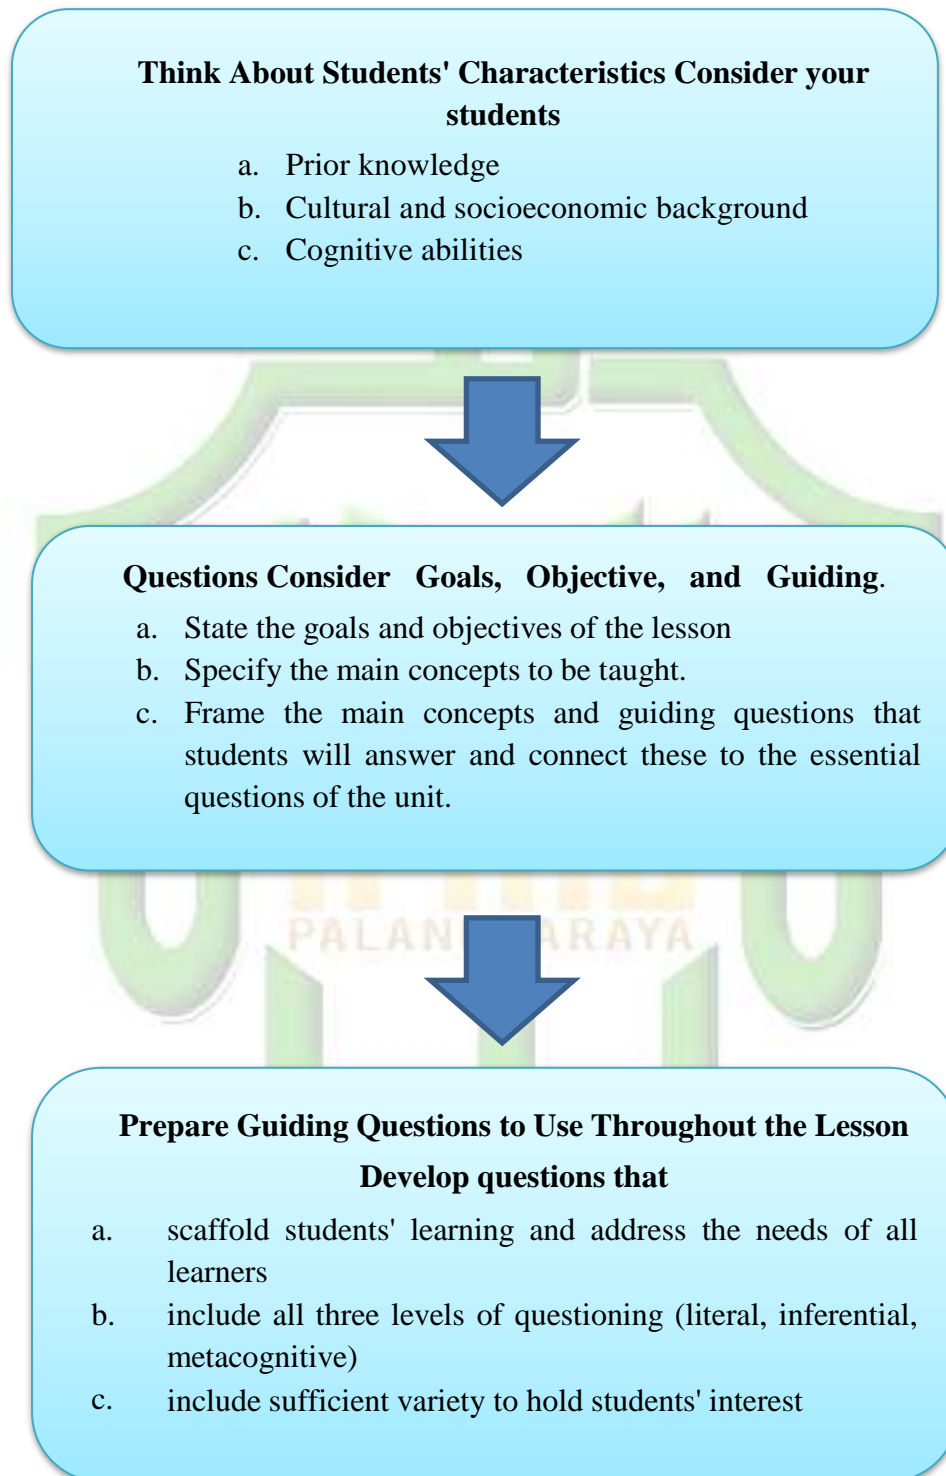 Think About Students' Characteristics Consider your
students
a. Prior knowledge
b. Cultural and socioeconomic background
c. Cognitive abilities
Questions Consider Goals, Objective, and Guiding.
a. State the goals and objectives of the lesson
b. Specify the main concepts to be taught.
c. Frame the main concepts and guiding questions that
students will answer and connect these to the essential
questions of the unit.
PALAN ARAYA
Prepare Guiding Questions to Use Throughout the Lesson
Develop questions that
a. scaffold students' learning and address the needs of all
learners
b. include all three levels of questioning (literal, inferential,
metacognitive)
c. include sufficient variety to hold students' interest